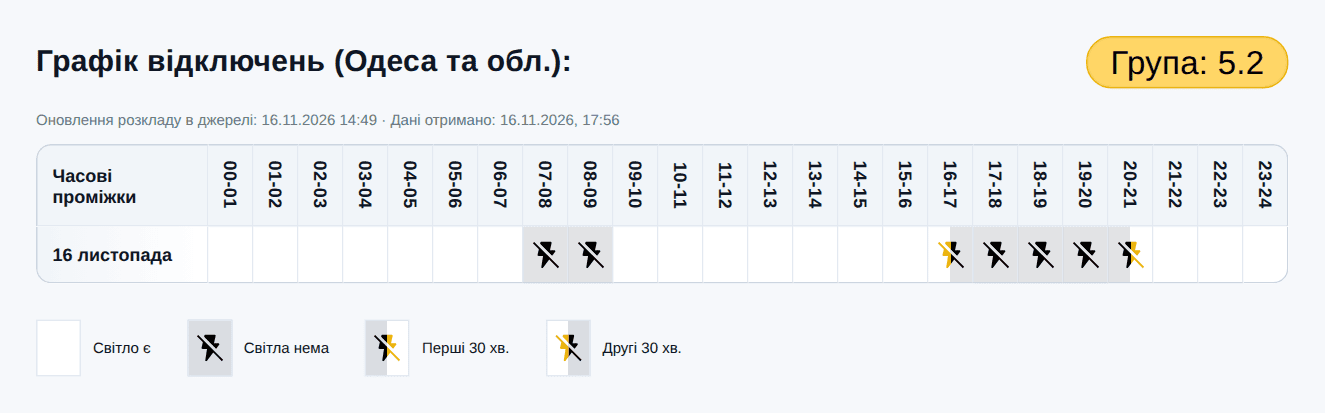 Графік відключень (Одеса та обл.):
Група: 5.2
Оновлення розкладу в джерелі: 16.11.2026 14:49 · Дані отримано: 16.11.2026, 17:56
Часові
проміжки
00-01
01-02
02-03
03-04
04-05
05-06
06-07
07-08
08-09
09-10
10-11
11-12
12-13
13-14
14-15
15-16
16-17
17-18
18-19
19-20
20-21
21-22
22-23
23-24
16 листопада
Світло є
Світла нема
Перші 30 хв.
Другі 30 хв.